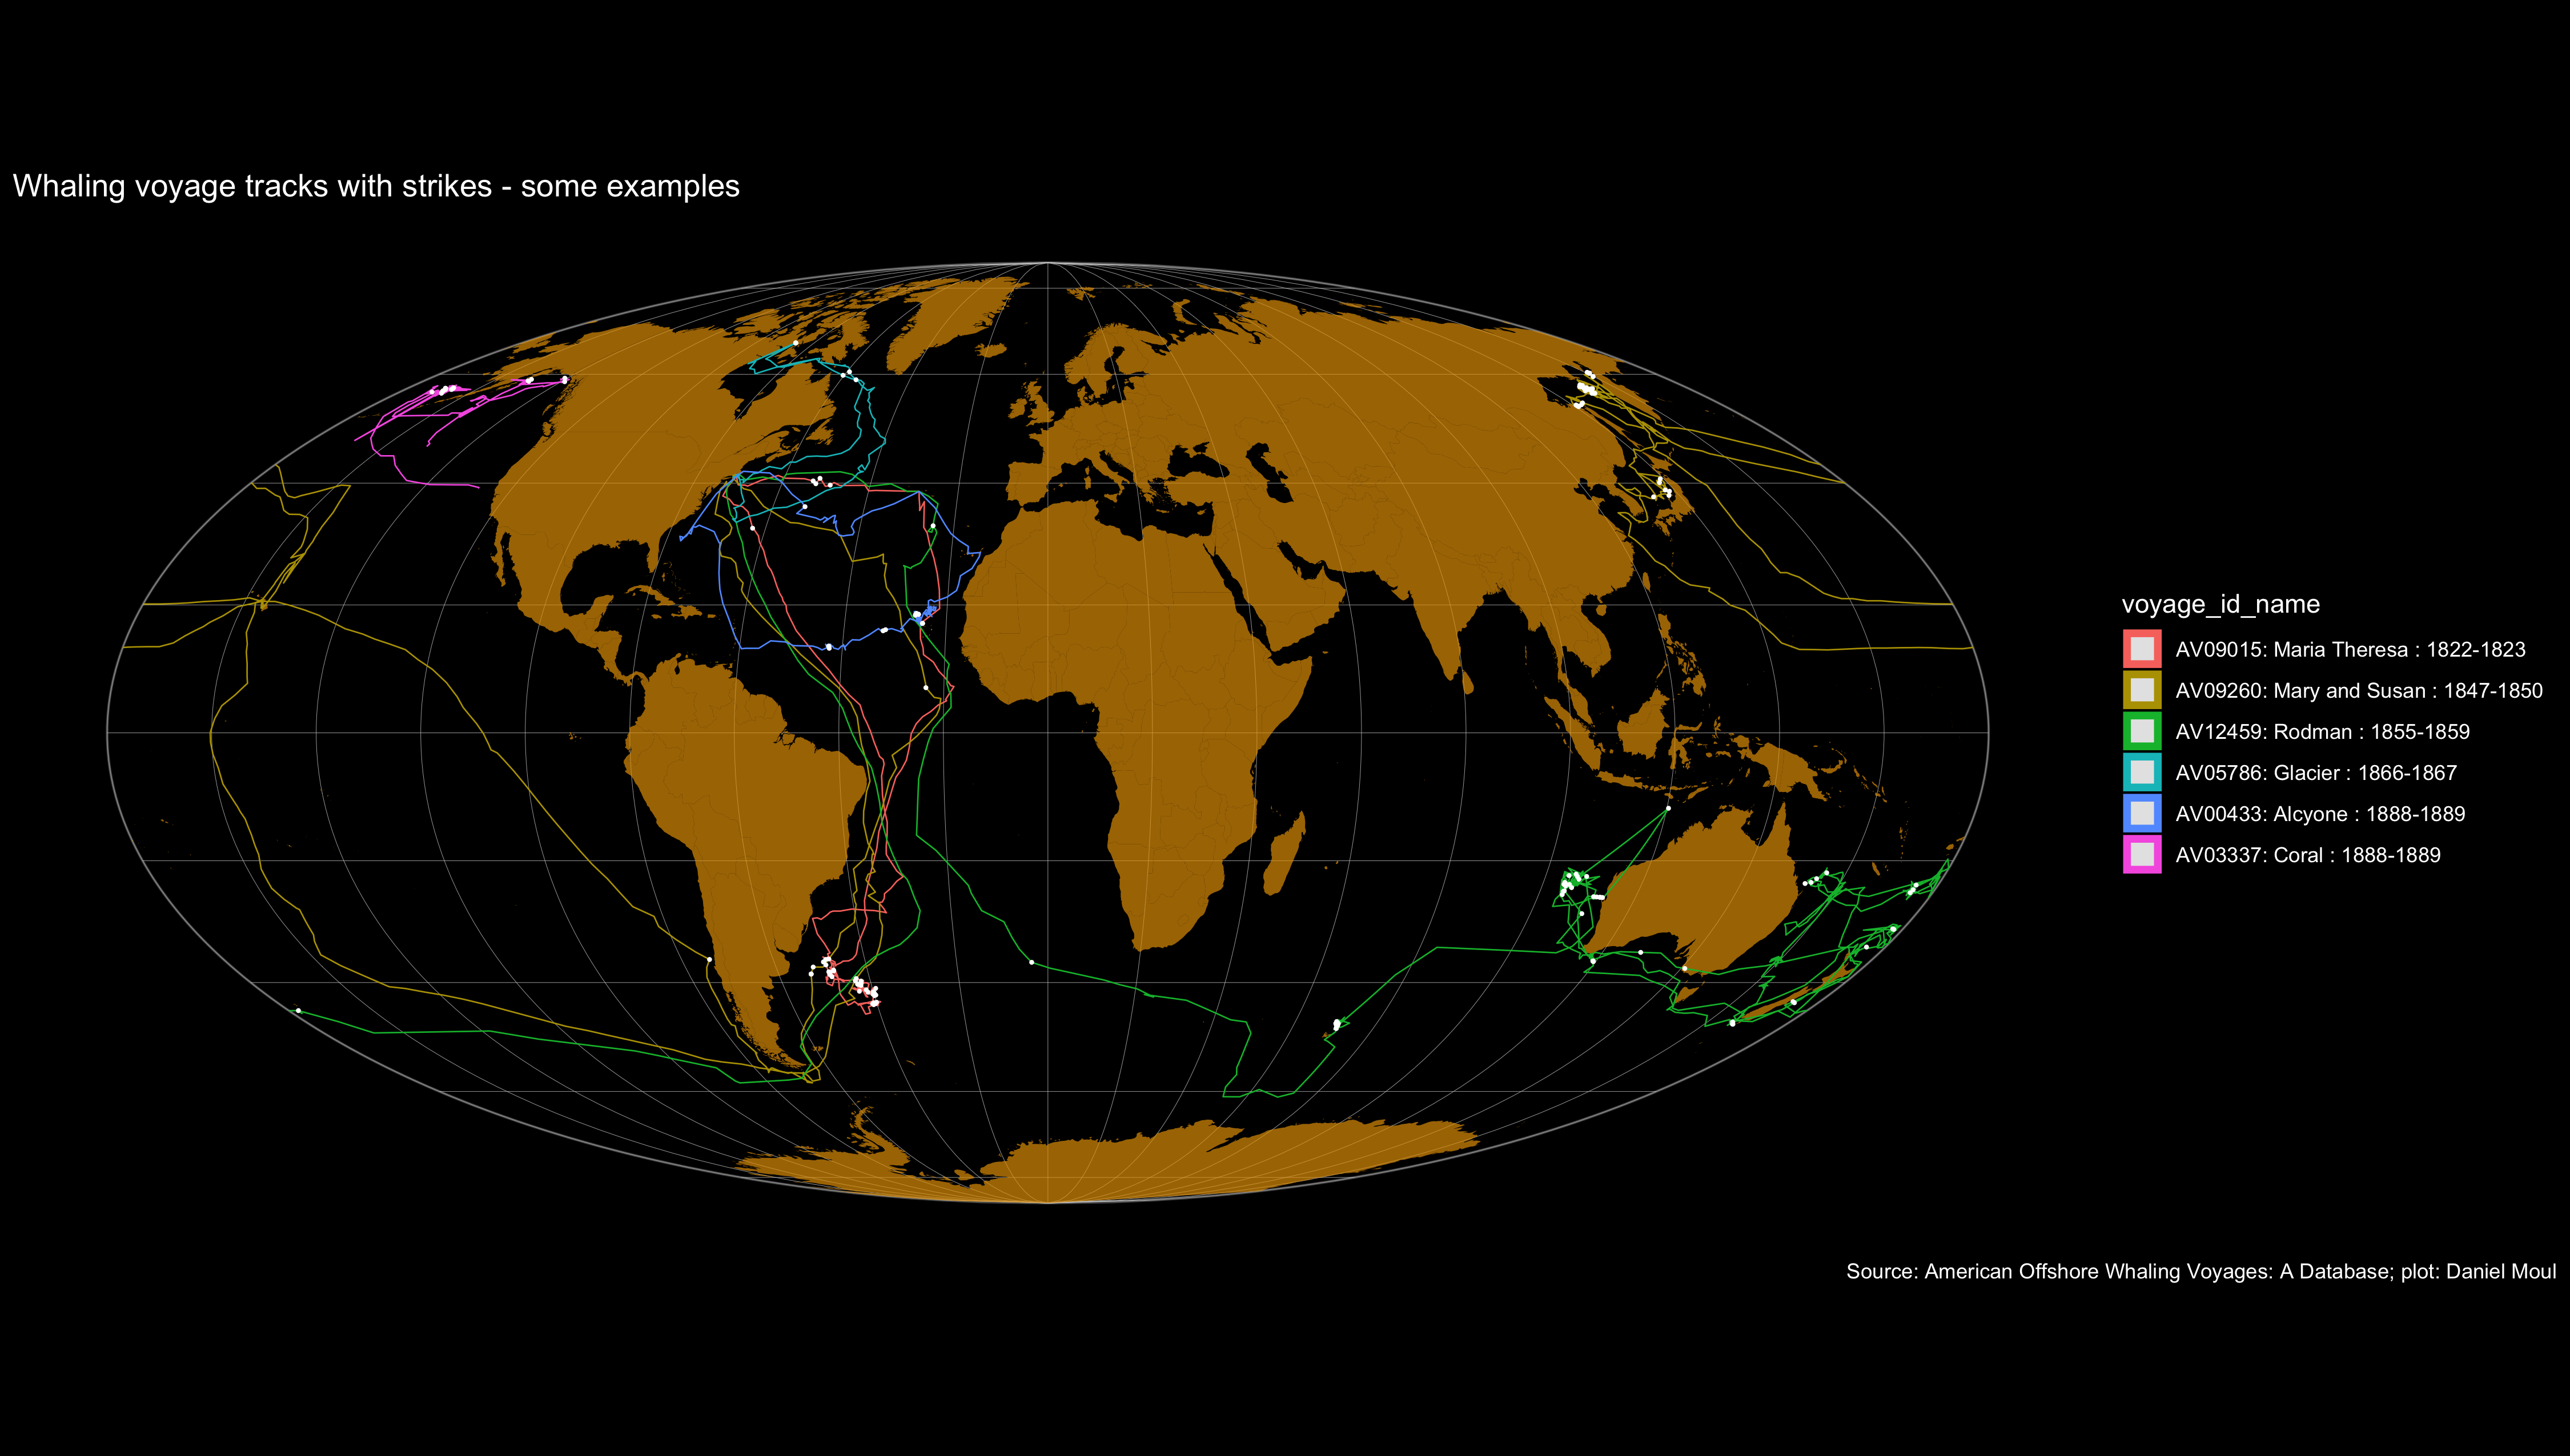 Whaling voyage tracks with strikes - some examples
voyage_id_name
AV09015: Maria Theresa : 1822-1823
AV09260: Mary and Susan : 1847-1850
AV12459: Rodman : 1855-1859
AV05786: Glacier : 1866-1867
AV00433: Alcyone : 1888-1889
AV03337: Coral : 1888-1889
Source: American Offshore Whaling Voyages: A Database; plot: Daniel Moul